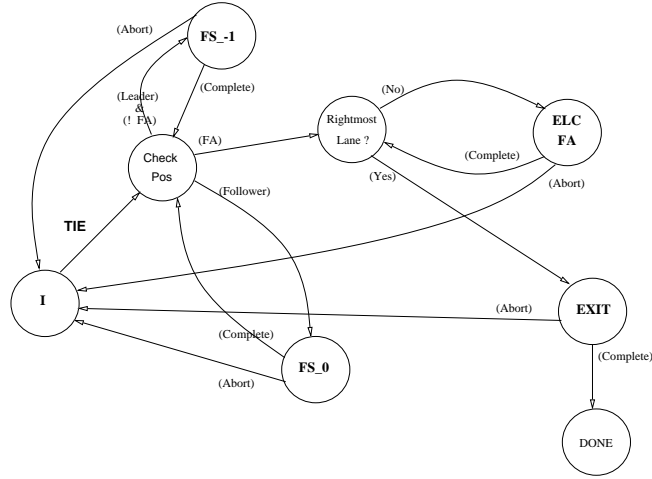 (Abort)
FS_-1
(Leader)
&
(! FA)
(Complete)
Check
Pos
(FA)
Rightmost
Lane ?
(No)
ELC
FA
(Complete)
(Abort)
(Yes)
(Follower)
TIE
I
(Abort)
EXIT
(Complete)
(Complete)
FS_0
(Abort)
DONE